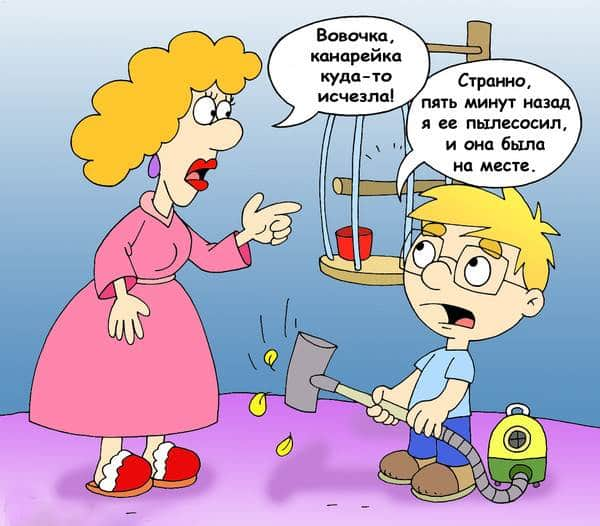 Вовочка,
канарейка
куда-то
исчезла!
Странно,
пять минут назад
я ее пылесосил,
и она была
на месте.